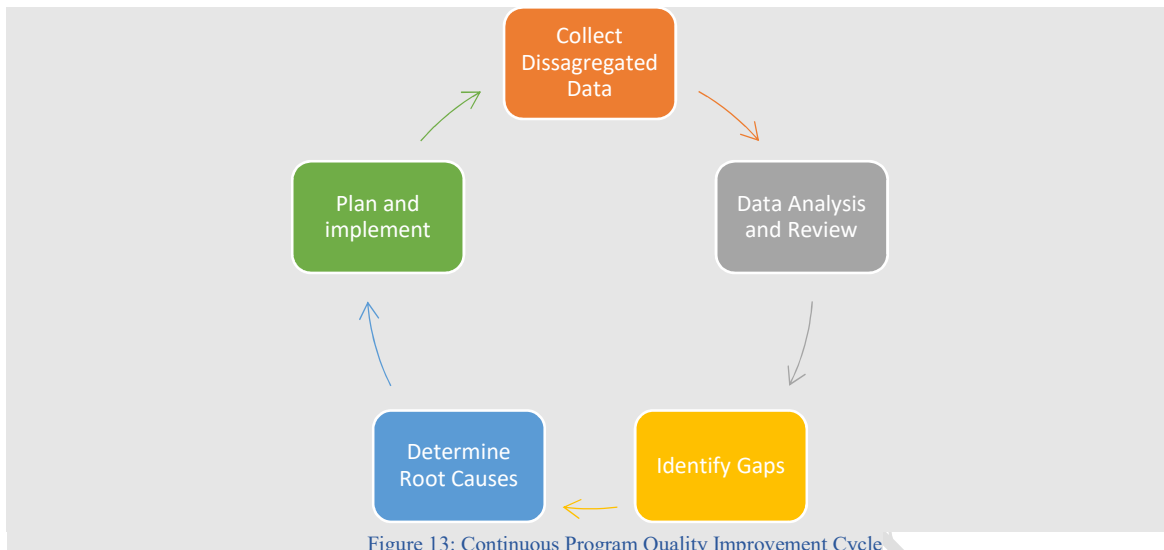 Collect
Dissagregated
Data
Data Analysis
and Review
Identify Gaps
Determine
Root Causes
Plan and
implement
Figure 13: Continuous Program Quality Improvement Cycle